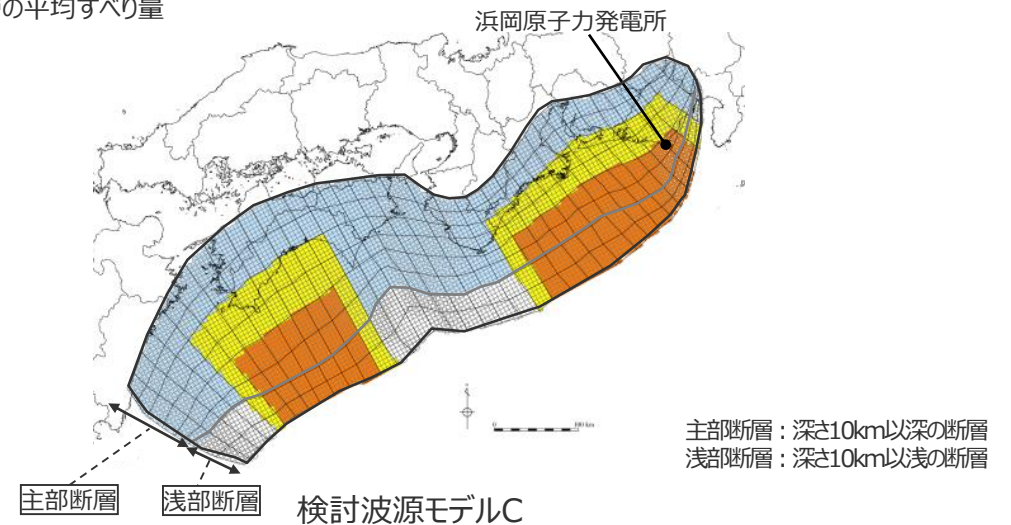 の平均すべり量
浜岡原子力発電所
0 100 km
主部断層：深さ10km以深の断層
浅部断層：深さ10km以浅の断層
主部断層
浅部断層
検討波源モデルC